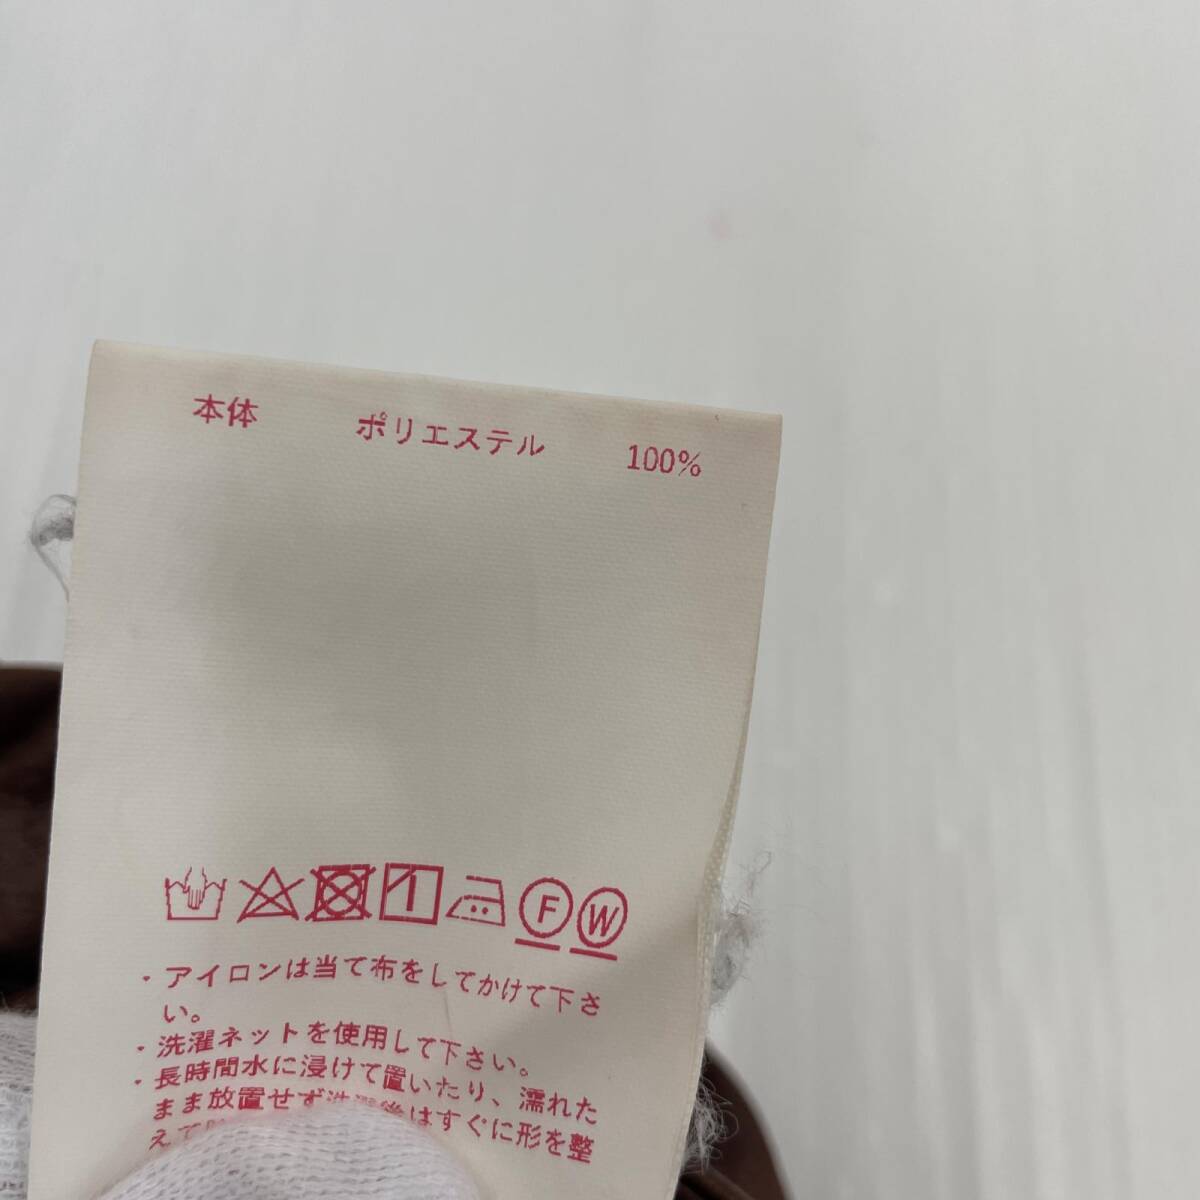 本体 ポリエステル 100%
F W
・アイロンは当て布をしてかけて下さ
い。
・洗濯ネットを使用して下さい。
・長時間水に浸けて置いたり、濡れた
まま放置せず洗濯後はすぐに形を整
えて